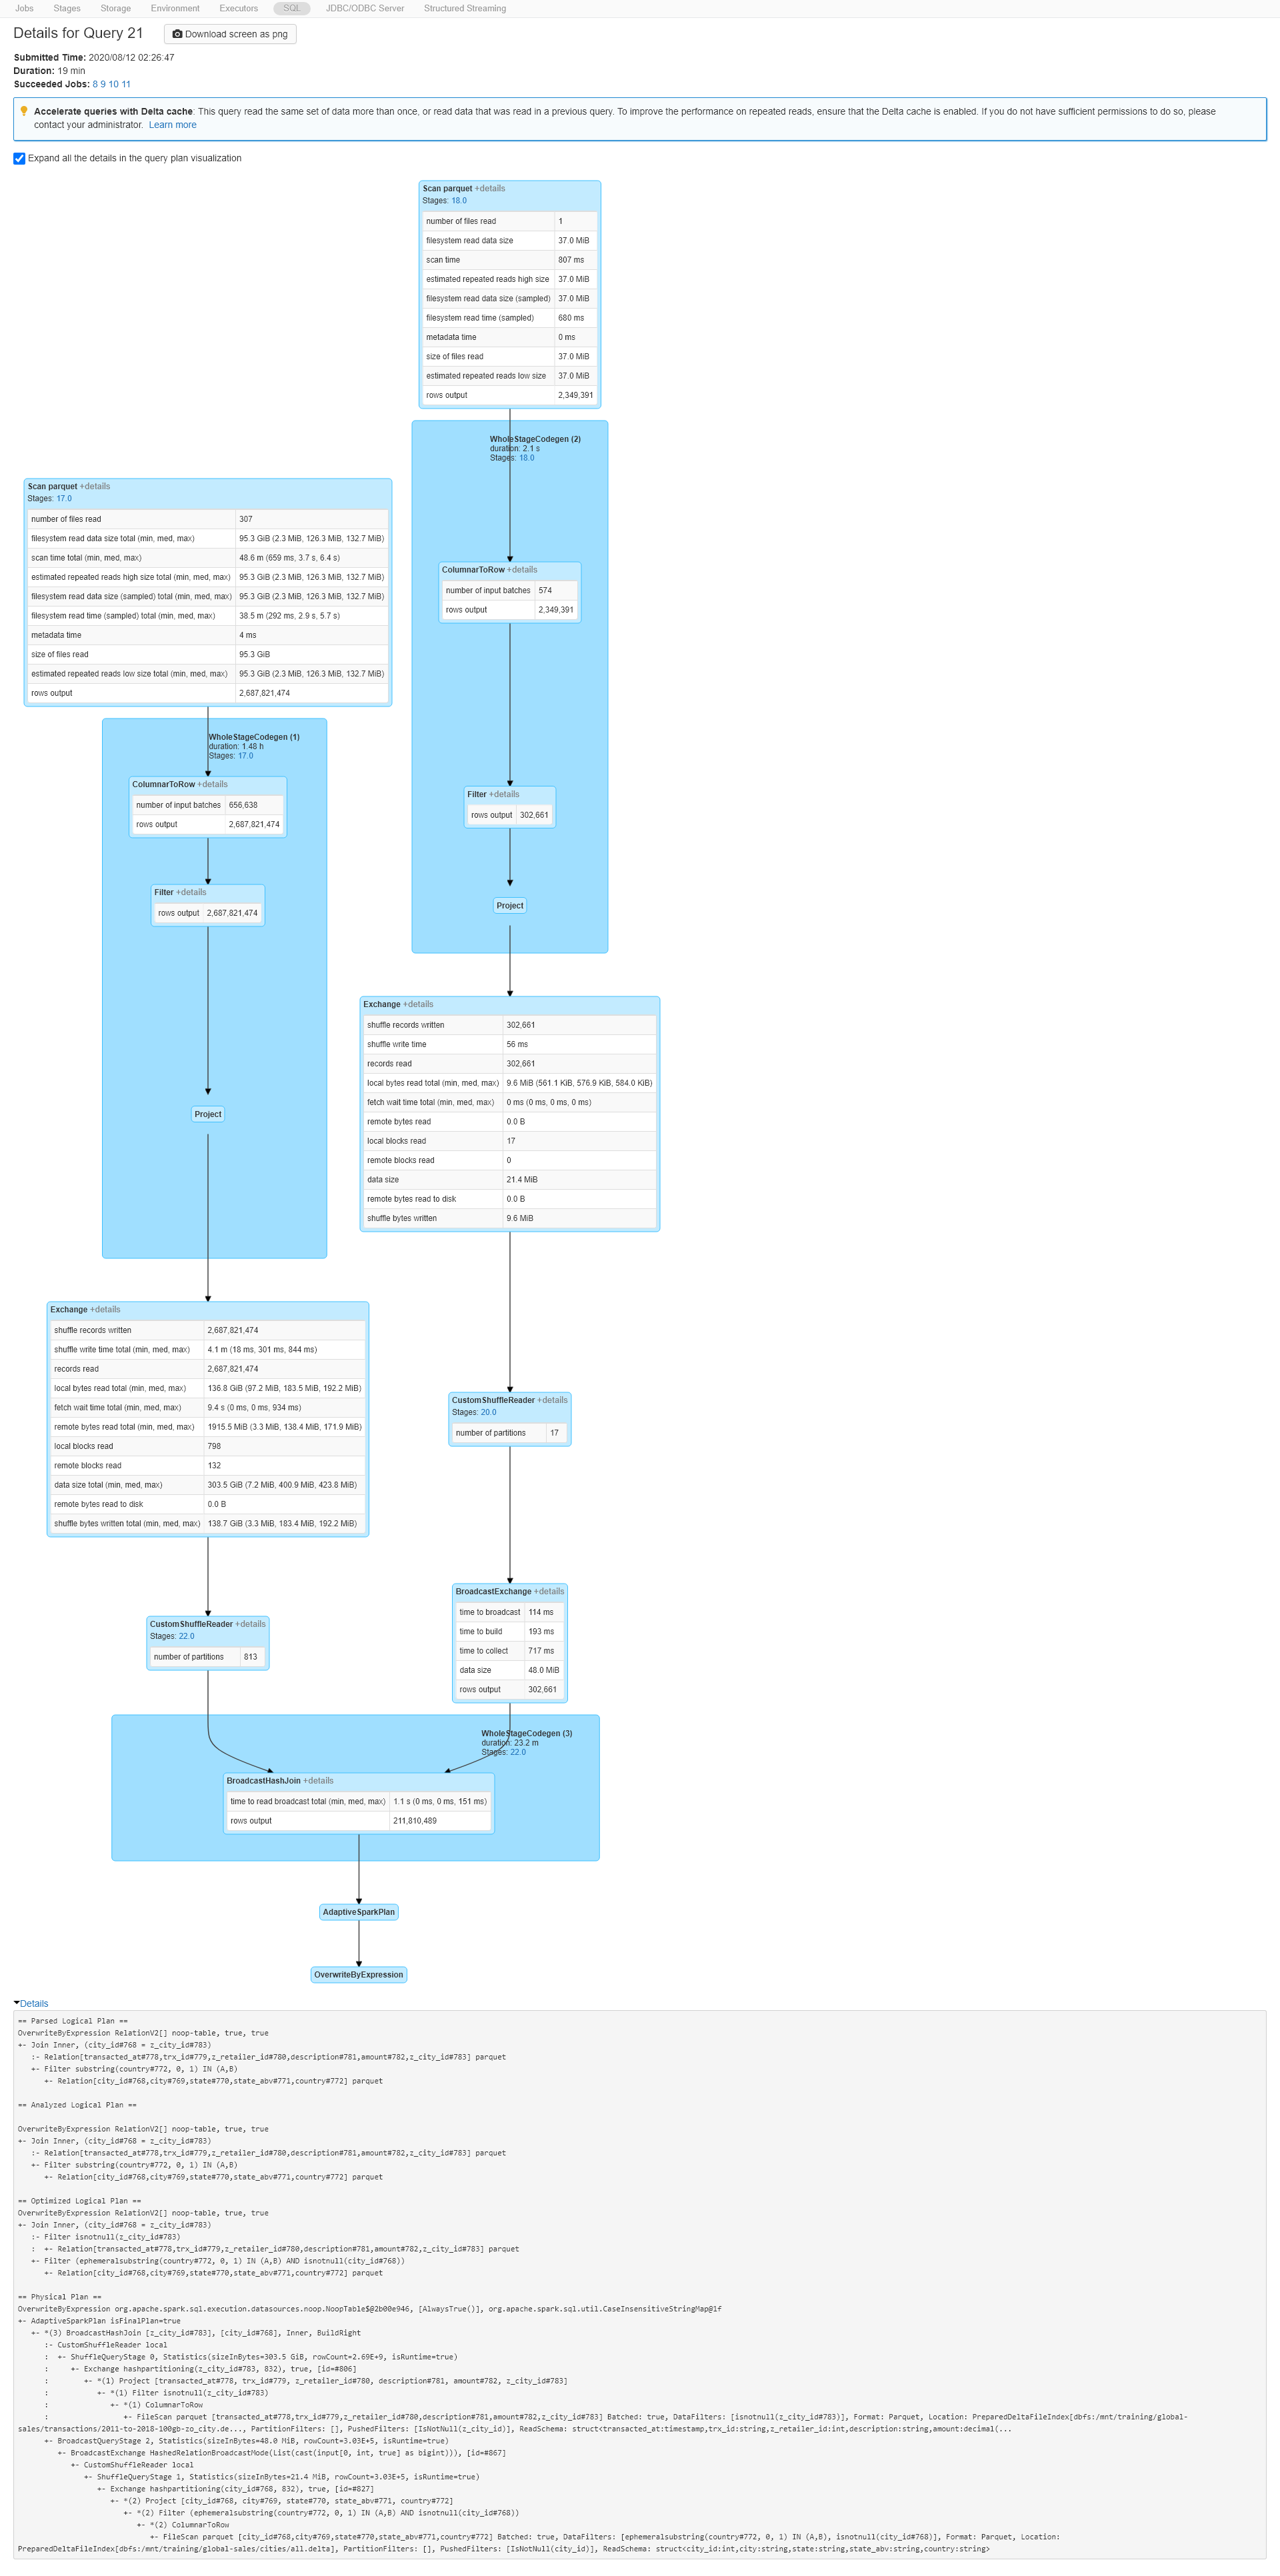 Jobs Stages Storage Environment Executors SQL JDBC/ODBC Server Structured Streaming
Details for Query 21 Download screen as png
Submitted Time: 2020/08/12 02:26:47
Duration: 19 min
Succeeded Jobs: 8 9 10 11
Accelerate queries with Delta cache: This query read the same set of data more than once, or read data that was read in a previous query. To improve the performance on repeated reads, ensure that the Delta cache is enabled. If you do not have sufficient permissions to do so, please
contact your administrator. Learn more
Expand all the details in the query plan visualization
Scan parquet +details
Stages: 18.0
number of files read 1
filesystem read data size 37.0 MiB
scan time 807 ms
estimated repeated reads high size 37.0 MiB
filesystem read data size (sampled) 37.0 MiB
filesystem read time (sampled) 680 ms
metadata time 0 ms
size of files read 37.0 MiB
estimated repeated reads low size 37.0 MiB
rows output 2,349,391
WholeStageCodegen (2)
duration: 2.1 s
Stages: 18.0
ColumnarToRow +details
number of input batches 574
rows output 2,349,391
Filter +details
rows output 302,661
Project
Scan parquet +details
Stages: 17.0
number of files read 307
filesystem read data size total (min, med, max) 95.3 GiB (2.3 MiB, 126.3 MiB, 132.7 MiB)
scan time total (min, med, max) 48.6 m (659 ms, 3.7 s, 6.4 s)
estimated repeated reads high size total (min, med, max) 95.3 GiB (2.3 MiB, 126.3 MiB, 132.7 MiB)
filesystem read data size (sampled) total (min, med, max) 95.3 GiB (2.3 MiB, 126.3 MiB, 132.7 MiB)
filesystem read time (sampled) total (min, med, max) 38.5 m (292 ms, 2.9 s, 5.7 s)
metadata time 4 ms
size of files read 95.3 GiB
estimated repeated reads low size total (min, med, max) 95.3 GiB (2.3 MiB, 126.3 MiB, 132.7 MiB)
rows output 2,687,821,474
WholeStageCodegen (1)
duration: 1.48 h
Stages: 17.0
ColumnarToRow +details
number of input batches 656,638
rows output 2,687,821,474
Filter +details
rows output 2,687,821,474
Project
Exchange +details
shuffle records written 302,661
shuffle write time 56 ms
records read 302,661
local bytes read total (min, med, max) 9.6 MiB (561.1 KiB, 576.9 KiB, 584.0 KiB)
fetch wait time total (min, med, max) 0 ms (0 ms, 0 ms, 0 ms)
remote bytes read 0.0 B
local blocks read 17
remote blocks read 0
data size 21.4 MiB
remote bytes read to disk 0.0 B
shuffle bytes written 9.6 MiB
Exchange +details
shuffle records written 2,687,821,474
shuffle write time total (min, med, max) 4.1 m (18 ms, 301 ms, 844 ms)
records read 2,687,821,474
local bytes read total (min, med, max) 136.8 GiB (97.2 MiB, 183.5 MiB, 192.2 MiB)
fetch wait time total (min, med, max) 9.4 s (0 ms, 0 ms, 934 ms)
remote bytes read total (min, med, max) 1915.5 MiB (3.3 MiB, 138.4 MiB, 171.9 MiB)
local blocks read 798
remote blocks read 132
data size total (min, med, max) 303.5 GiB (7.2 MiB, 400.9 MiB, 423.8 MiB)
remote bytes read to disk 0.0 B
shuffle bytes written total (min, med, max) 138.7 GiB (3.3 MiB, 183.4 MiB, 192.2 MiB)
CustomShuffleReader +details
Stages: 20.0
number of partitions 17
BroadcastExchange +details
time to broadcast 114 ms
time to build 193 ms
time to collect 717 ms
data size 48.0 MiB
rows output 302,661
CustomShuffleReader +details
Stages: 22.0
number of partitions 813
WholeStageCodegen (3)
duration: 23.2 m
Stages: 22.0
BroadcastHashJoin +details
time to read broadcast total (min, med, max) 1.1 s (0 ms, 0 ms, 151 ms)
rows output 211,810,489
AdaptiveSparkPlan
OverwriteByExpression
Details
== Parsed Logical Plan ==
OverwriteByExpression RelationV2[] noop-table, true, true
+- Join Inner, (city_id#768 = z_city_id#783)
   :- Relation[transacted_at#778,trx_id#779,z_retailer_id#780,description#781,amount#782,z_city_id#783] parquet
   +- Filter substring(country#772, 0, 1) IN (A,B)
      +- Relation[city_id#768,city#769,state#770,state_abv#771,country#772] parquet
== Analyzed Logical Plan ==
OverwriteByExpression RelationV2[] noop-table, true, true
+- Join Inner, (city_id#768 = z_city_id#783)
   :- Relation[transacted_at#778,trx_id#779,z_retailer_id#780,description#781,amount#782,z_city_id#783] parquet
   +- Filter substring(country#772, 0, 1) IN (A,B)
      +- Relation[city_id#768,city#769,state#770,state_abv#771,country#772] parquet
== Optimized Logical Plan ==
OverwriteByExpression RelationV2[] noop-table, true, true
+- Join Inner, (city_id#768 = z_city_id#783)
   :- Filter isnotnull(z_city_id#783)
   :  +- Relation[transacted_at#778,trx_id#779,z_retailer_id#780,description#781,amount#782,z_city_id#783] parquet
   +- Filter (ephemeralsubstring(country#772, 0, 1) IN (A,B) AND isnotnull(city_id#768))
      +- Relation[city_id#768,city#769,state#770,state_abv#771,country#772] parquet
== Physical Plan ==
OverwriteByExpression org.apache.spark.sql.execution.datasources.noop.NoopTable$@2b00e946, [AlwaysTrue()], org.apache.spark.sql.util.CaseInsensitiveStringMap@1f
+- AdaptiveSparkPlan isFinalPlan=true
   +- *(3) BroadcastHashJoin [z_city_id#783], [city_id#768], Inner, BuildRight
      :- CustomShuffleReader local
      :  +- ShuffleQueryStage 0, Statistics(sizeInBytes=303.5 GiB, rowCount=2.69E+9, isRuntime=true)
      :     +- Exchange hashpartitioning(z_city_id#783, 832), true, [id=#806]
      :        +- *(1) Project [transacted_at#778, trx_id#779, z_retailer_id#780, description#781, amount#782, z_city_id#783]
      :           +- *(1) Filter isnotnull(z_city_id#783)
      :              +- *(1) ColumnarToRow
      :                 +- FileScan parquet [transacted_at#778,trx_id#779,z_retailer_id#780,description#781,amount#782,z_city_id#783] Batched: true, DataFilters: [isnotnull(z_city_id#783)], Format: Parquet, Location: PreparedDeltaFileIndex[dbfs:/mnt/training/global-
sales/transactions/2011-to-2018-100gb-zo_city.de..., PartitionFilters: [], PushedFilters: [IsNotNull(z_city_id)], ReadSchema: struct<transacted_at:timestamp,trx_id:string,z_retailer_id:int,description:string,amount:decimal(...
      +- BroadcastQueryStage 2, Statistics(sizeInBytes=48.0 MiB, rowCount=3.03E+5, isRuntime=true)
         +- BroadcastExchange HashedRelationBroadcastMode(List(cast(input[0, int, true] as bigint))), [id=#867]
            +- CustomShuffleReader local
               +- ShuffleQueryStage 1, Statistics(sizeInBytes=21.4 MiB, rowCount=3.03E+5, isRuntime=true)
                  +- Exchange hashpartitioning(city_id#768, 832), true, [id=#827]
                     +- *(2) Project [city_id#768, city#769, state#770, state_abv#771, country#772]
                        +- *(2) Filter (ephemeralsubstring(country#772, 0, 1) IN (A,B) AND isnotnull(city_id#768))
                           +- *(2) ColumnarToRow
                              +- FileScan parquet [city_id#768,city#769,state#770,state_abv#771,country#772] Batched: true, DataFilters: [ephemeralsubstring(country#772, 0, 1) IN (A,B), isnotnull(city_id#768)], Format: Parquet, Location:
PreparedDeltaFileIndex[dbfs:/mnt/training/global-sales/cities/all.delta], PartitionFilters: [], PushedFilters: [IsNotNull(city_id)], ReadSchema: struct<city_id:int,city:string,state:string,state_abv:string,country:string>